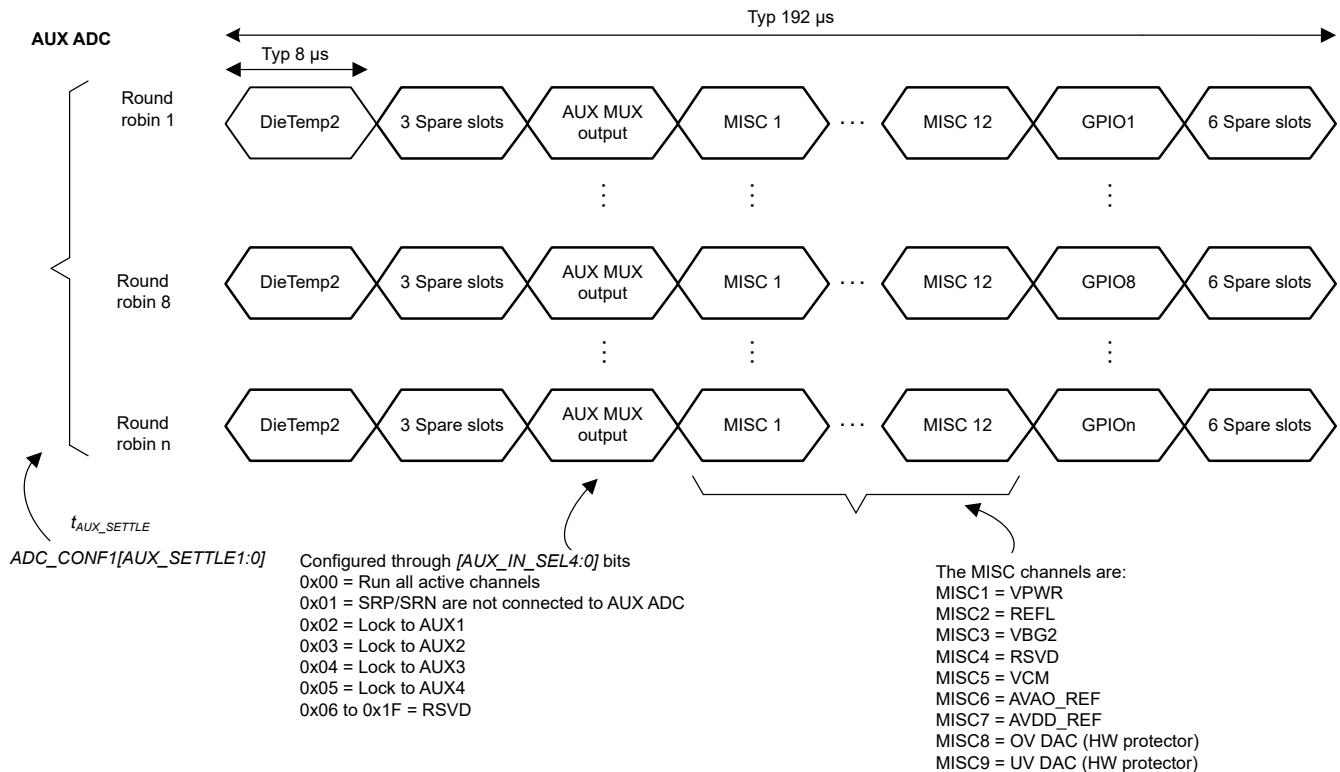 Typ 192 µs
AUX ADC
Typ 8 µs
Round
robin 1
DieTemp2
3 Spare slots
AUX MUX
output
MISC 1
· · ·
MISC 12
GPIO1
6 Spare slots
Round
robin 8
DieTemp2
3 Spare slots
AUX MUX
output
MISC 1
· · ·
MISC 12
GPIO8
6 Spare slots
Round
robin n
DieTemp2
3 Spare slots
AUX MUX
output
MISC 1
· · ·
MISC 12
GPIOn
6 Spare slots
tAUX_SETTLE
ADC_CONF1[AUX_SETTLE1:0]
Configured through [AUX_IN_SEL4:0] bits
0x00 = Run all active channels
0x01 = SRP/SRN are not connected to AUX ADC
0x02 = Lock to AUX1
0x03 = Lock to AUX2
0x04 = Lock to AUX3
0x05 = Lock to AUX4
0x06 to 0x1F = RSVD
The MISC channels are:
MISC1 = VPWR
MISC2 = REFL
MISC3 = VBG2
MISC4 = RSVD
MISC5 = VCM
MISC6 = AVAO_REF
MISC7 = AVDD_REF
MISC8 = OV DAC (HW protector)
MISC9 = UV DAC (HW protector)